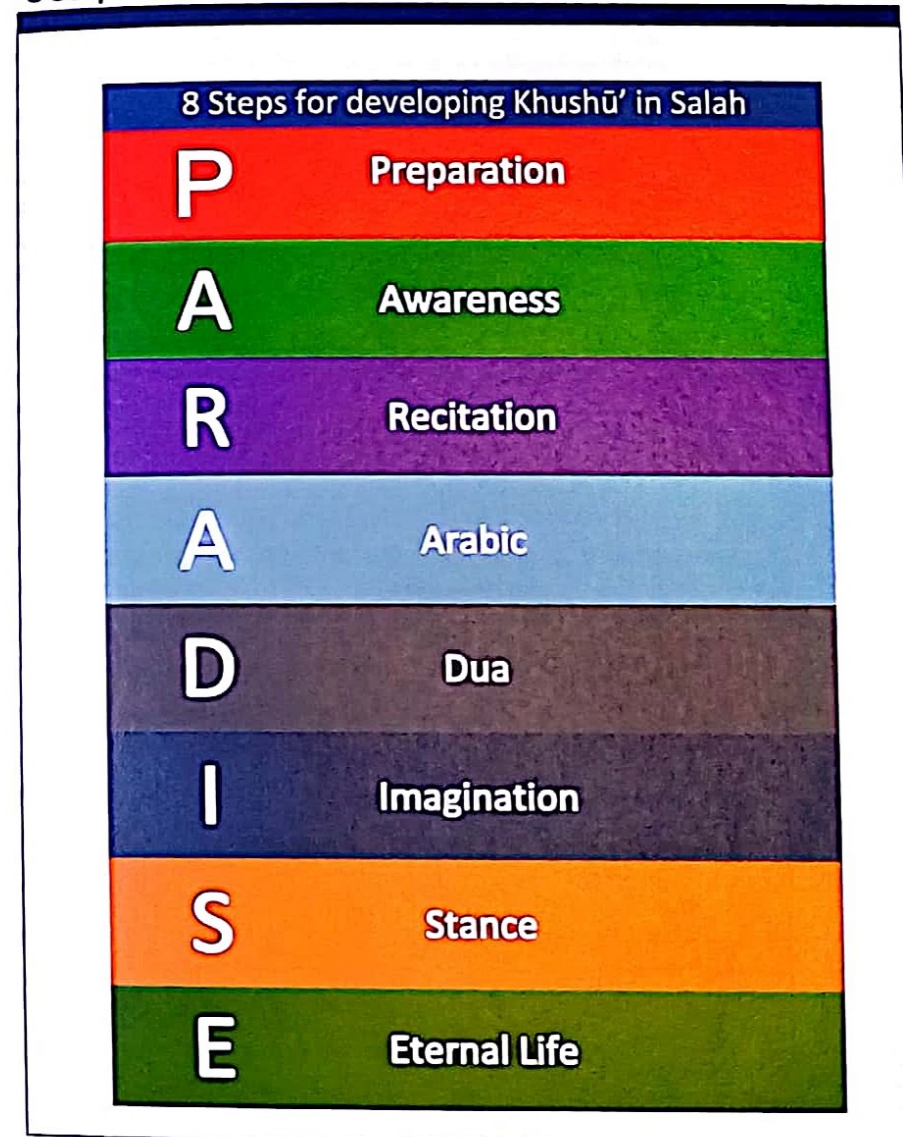 8 Steps for developing Khushū’ in Salah
P Preparation
A Awareness
R Recitation
A Arabic
D Dua
I Imagination
S Stance
E Eternal Life